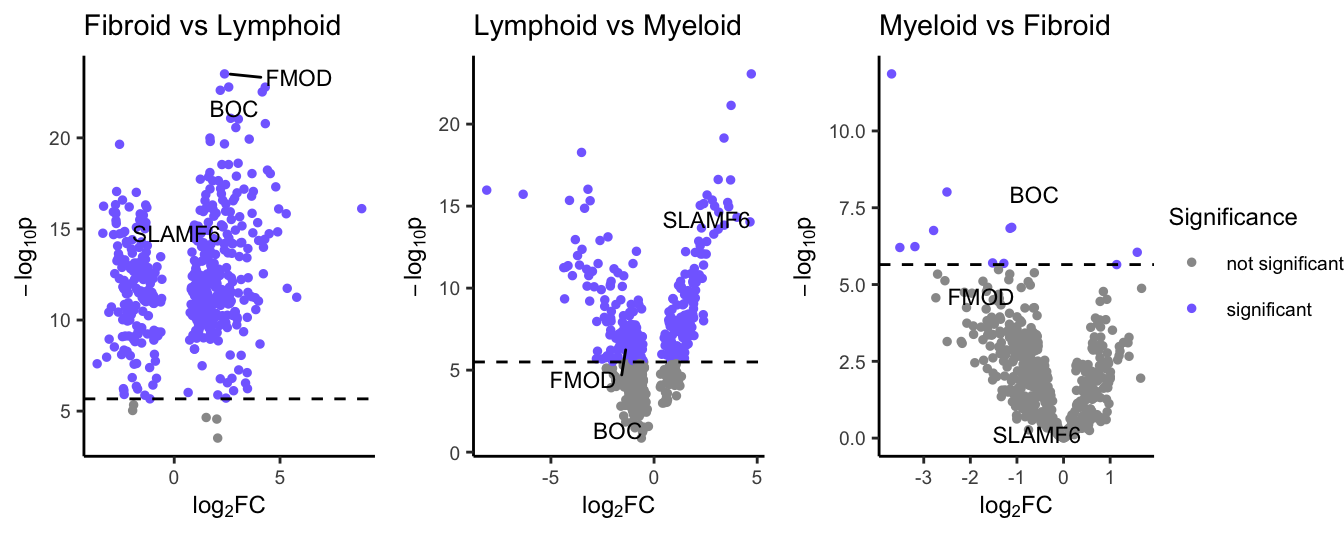 Fibroid vs Lymphoid
FMOD
BOC
SLAMF6
20
15
10
5
−log10p
0 5
log2FC
Lymphoid vs Myeloid
SLAMF6
FMOD
BOC
20
15
10
5
0
−log10p
-5 0 5
log2FC
Myeloid vs Fibroid
BOC
FMOD
SLAMF6
10.0
7.5
5.0
2.5
0.0
−log10p
-3 -2 -1 0 1
log2FC
Significance
not significant
significant